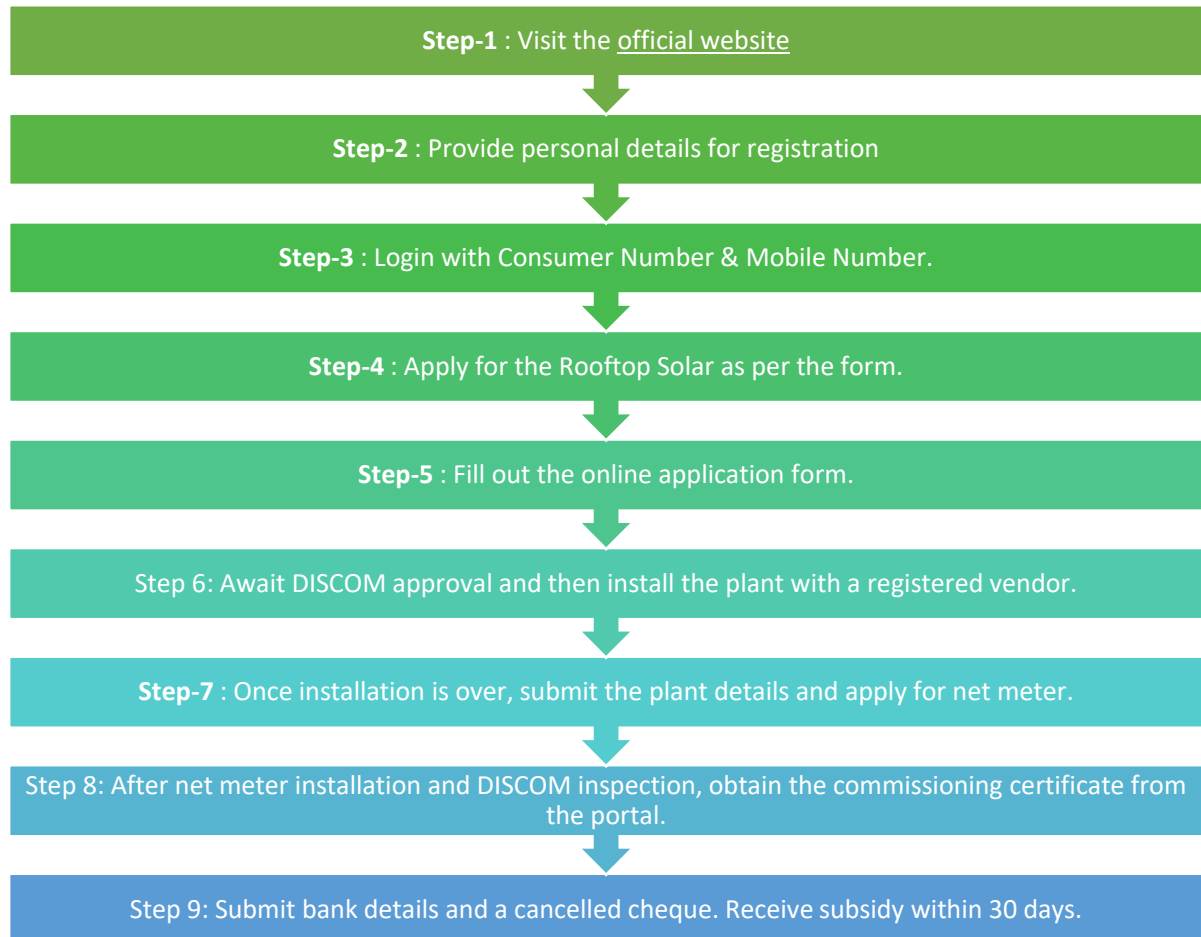 Step-1 : Visit the official website
Step-2 : Provide personal details for registration
Step-3 : Login with Consumer Number & Mobile Number.
Step-4 : Apply for the Rooftop Solar as per the form.
Step-5 : Fill out the online application form.
Step 6: Await DISCOM approval and then install the plant with a registered vendor.
Step-7 : Once installation is over, submit the plant details and apply for net meter.
Step 8: After net meter installation and DISCOM inspection, obtain the commissioning certificate from
the portal.
Step 9: Submit bank details and a cancelled cheque. Receive subsidy within 30 days.